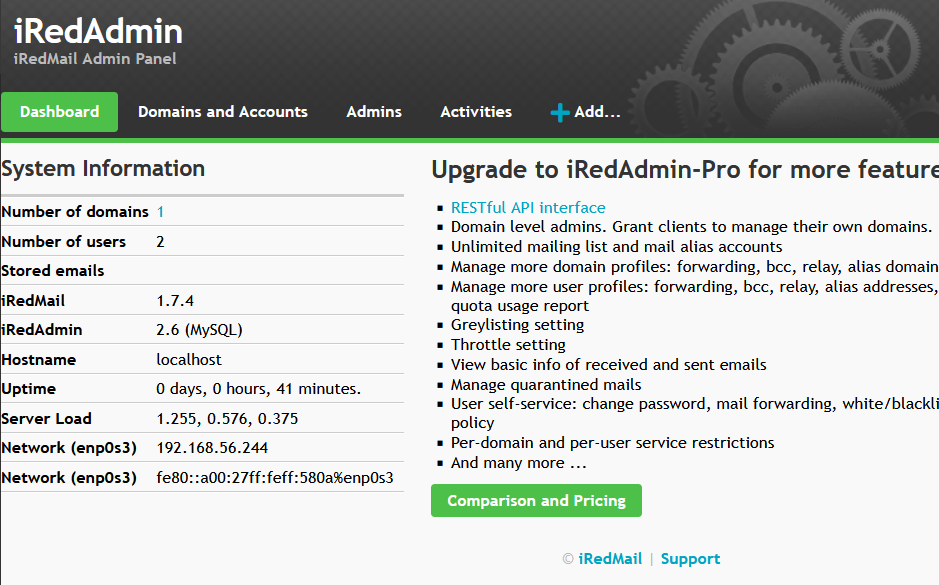 iRedAdmin
iRedMail Admin Panel
Dashboard Domains and Accounts Admins Activities Add...
System Information
Number of domains 1
Number of users 2
Stored emails
iRedMail 1.7.4
iRedAdmin 2.6 (MySQL)
Hostname localhost
Uptime 0 days, 0 hours, 41 minutes.
Server Load 1.255, 0.576, 0.375
Network (enp0s3) 192.168.56.244
Network (enp0s3) fe80::a00:27ff:feff:580a%enp0s3
Upgrade to iRedAdmin-Pro for more feature
RESTful API interface
Domain level admins. Grant clients to manage their own domains.
Unlimited mailing list and mail alias accounts
Manage more domain profiles: forwarding, bcc, relay, alias domain
Manage more user profiles: forwarding, bcc, relay, alias addresses,
quota usage report
Greylisting setting
Throttle setting
View basic info of received and sent emails
Manage quarantined mails
User self-service: change password, mail forwarding, white/blackli
policy
Per-domain and per-user service restrictions
And many more ...
Comparison and Pricing
© iRedMail | Support